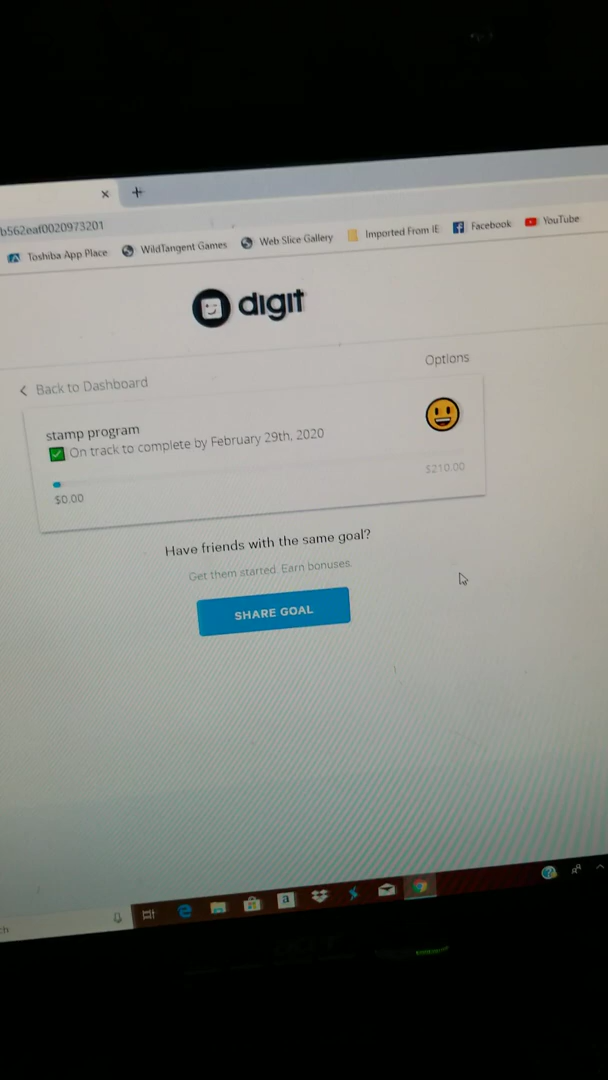 b562eaf0020973201
Toshiba App Place WildTangent Games Web Slice Gallery Imported From IE Facebook YouTube
digit
Back to Dashboard
Options
stamp program
On track to complete by February 29th, 2020
$0.00
$210.00
Have friends with the same goal?
Get them started. Earn bonuses.
SHARE GOAL
ch
acer